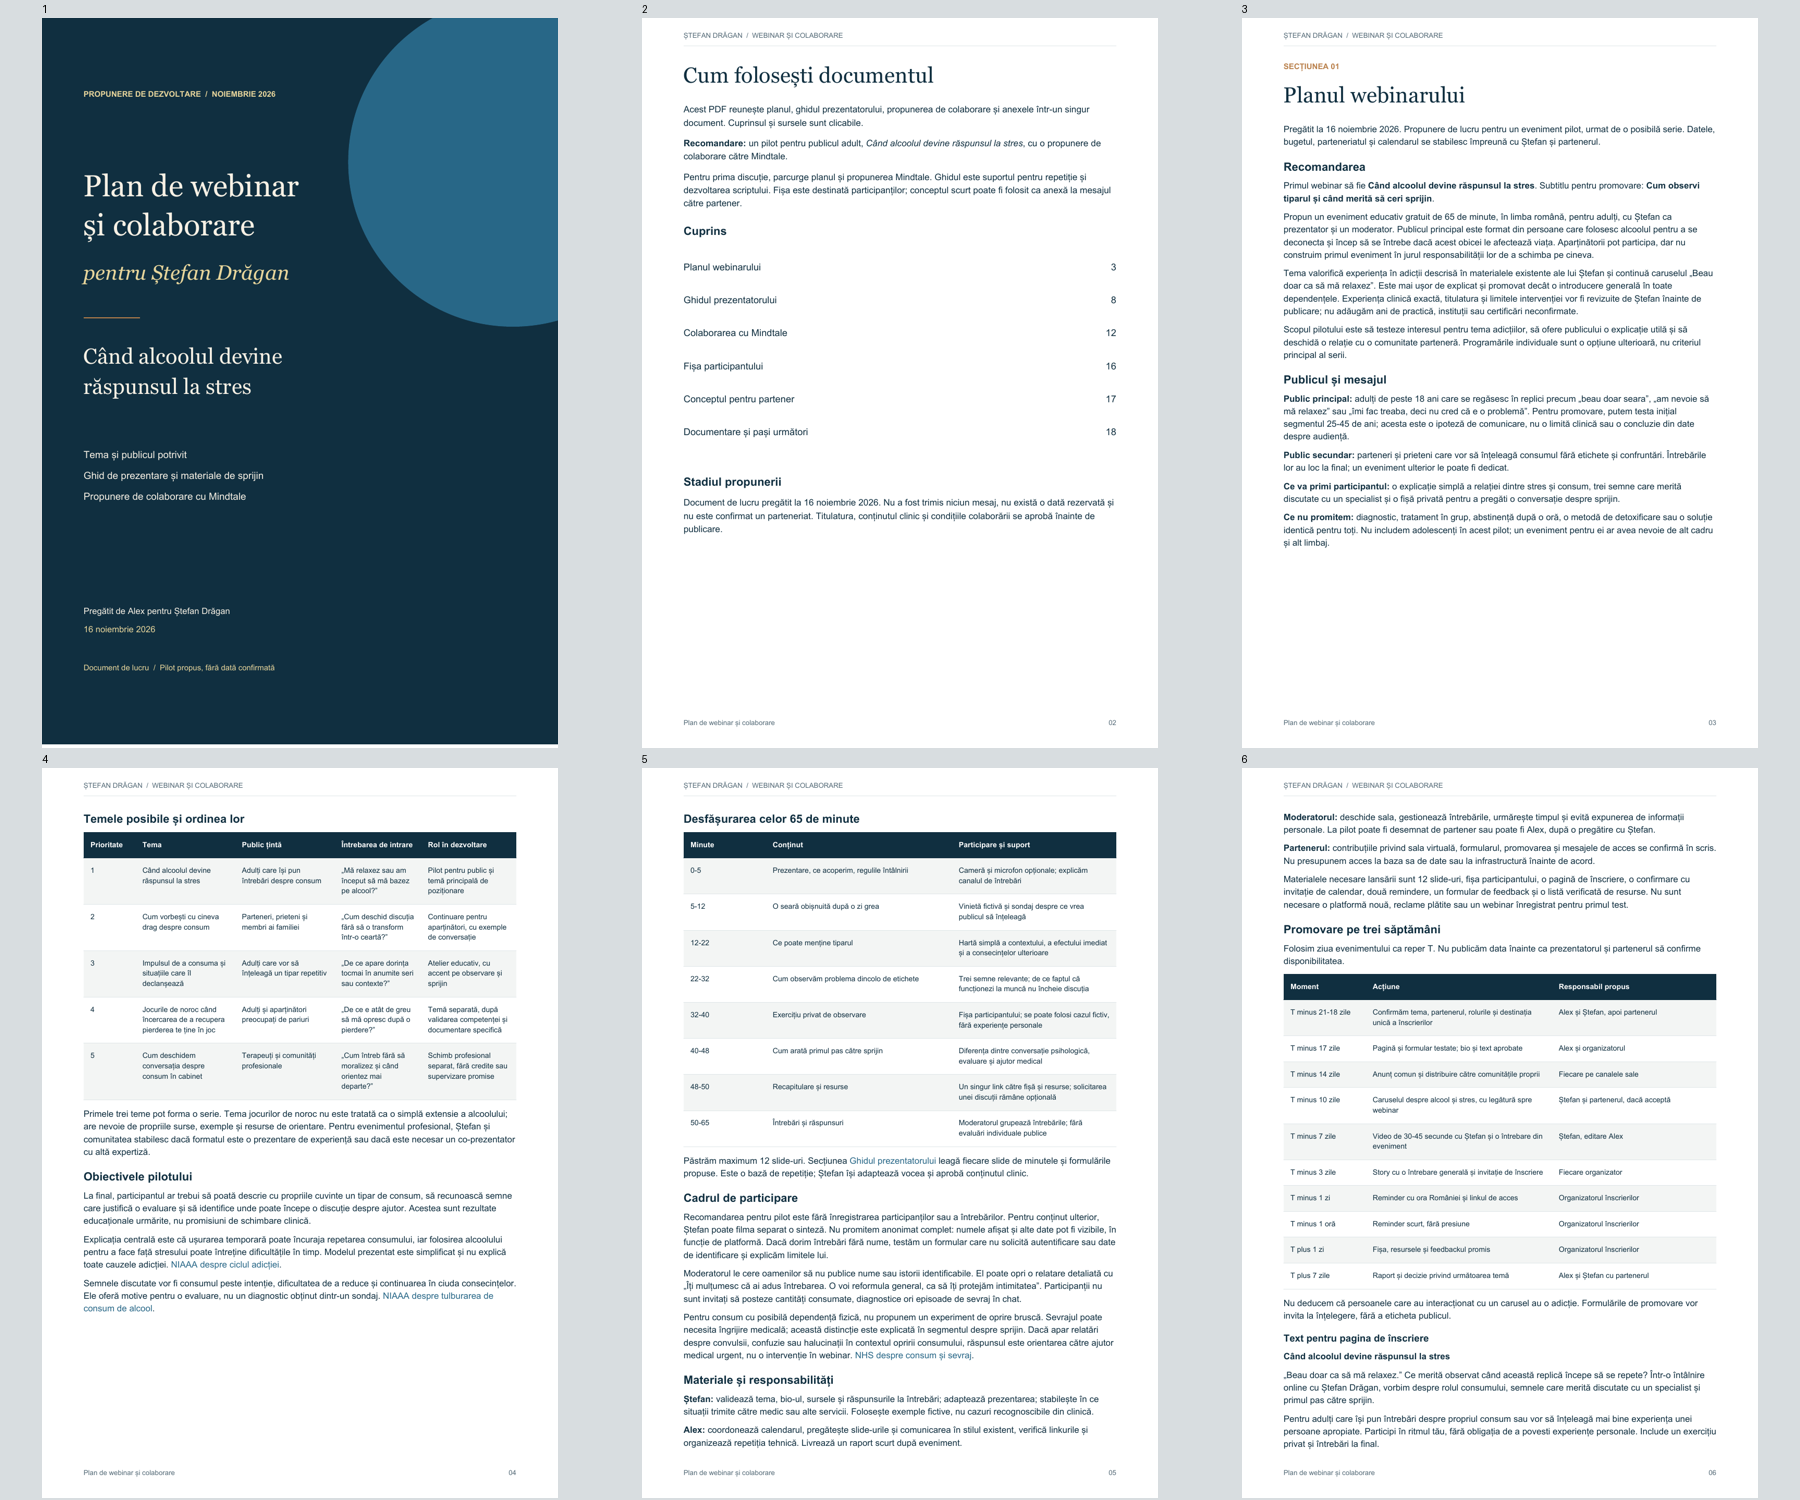 1
PROPUNERE DE DEZVOLTARE / NOIEMBRIE 2026
Plan de webinar
și colaborare
pentru Ștefan Drăgan
Când alcoolul devine
răspunsul la stres
Tema și publicul potrivit
Ghid de prezentare și materiale de sprijin
Propunere de colaborare cu Mindtale
Pregătit de Alex pentru Ștefan Drăgan
16 noiembrie 2026
Document de lucru / Pilot propus, fără dată confirmată
2
ȘTEFAN DRĂGAN / WEBINAR ȘI COLABORARE
Cum folosești documentul
Acest PDF reunește planul, ghidul prezentatorului, propunerea de colaborare și anexele într-un singur
document. Cuprinsul și sursele sunt clicabile.
Recomandare: un pilot pentru publicul adult, Când alcoolul devine răspunsul la stres, cu o propunere de
colaborare către Mindtale.
Pentru prima discuție, parcurge planul și propunerea Mindtale. Ghidul este suportul pentru repetiție și
dezvoltarea scriptului. Fișa este destinată participanților; conceptul scurt poate fi folosit ca anexă la mesajul
către partener.
Cuprins
Planul webinarului 3
Ghidul prezentatorului 8
Colaborarea cu Mindtale 12
Fișa participantului 16
Conceptul pentru partener 17
Documentare și pași următori 18
Stadiul propunerii
Document de lucru pregătit la 16 noiembrie 2026. Nu a fost trimis niciun mesaj, nu există o dată rezervată și
nu este confirmat un parteneriat. Titulatura, conținutul clinic și condițiile colaborării se aprobă înainte de
publicare.
Plan de webinar și colaborare 02
3
ȘTEFAN DRĂGAN / WEBINAR ȘI COLABORARE
SECȚIUNEA 01
Planul webinarului
Pregătit la 16 noiembrie 2026. Propunere de lucru pentru un eveniment pilot, urmat de o posibilă serie. Datele,
bugetul, parteneriatul și calendarul se stabilesc împreună cu Ștefan și partenerul.
Recomandarea
Primul webinar să fie Când alcoolul devine răspunsul la stres. Subtitlu pentru promovare: Cum observi
tiparul și când merită să ceri sprijin.
Propun un eveniment educativ gratuit de 65 de minute, în limba română, pentru adulți, cu Ștefan ca
prezentator și un moderator. Publicul principal este format din persoane care folosesc alcoolul pentru a se
deconecta și încep să se întrebe dacă acest obicei le afectează viața. Aparținătorii pot participa, dar nu
construim primul eveniment în jurul responsabilității lor de a schimba pe cineva.
Tema valorifică experiența în adicții descrisă în materialele existente ale lui Ștefan și continuă caruselul „Beau
doar ca să mă relaxez”. Este mai ușor de explicat și promovat decât o introducere generală în toate
dependențele. Experiența clinică exactă, titulatura și limitele intervenției vor fi revizuite de Ștefan înainte de
publicare; nu adăugăm ani de practică, instituții sau certificări neconfirmate.
Scopul pilotului este să testeze interesul pentru tema adicțiilor, să ofere publicului o explicație utilă și să
deschidă o relație cu o comunitate parteneră. Programările individuale sunt o opțiune ulterioară, nu criteriul
principal al serii.
Publicul și mesajul
Public principal: adulți de peste 18 ani care se regăsesc în replici precum „beau doar seara”, „am nevoie să
mă relaxez” sau „îmi fac treaba, deci nu cred că e o problemă”. Pentru promovare, putem testa inițial
segmentul 25-45 de ani; acesta este o ipoteză de comunicare, nu o limită clinică sau o concluzie din date
despre audiență.
Public secundar: parteneri și prieteni care vor să înțeleagă consumul fără etichete și confruntări. Întrebările
lor au loc la final; un eveniment ulterior le poate fi dedicat.
Ce va primi participantul: o explicație simplă a relației dintre stres și consum, trei semne care merită
discutate cu un specialist și o fișă privată pentru a pregăti o conversație despre sprijin.
Ce nu promitem: diagnostic, tratament în grup, abstinență după o oră, o metodă de detoxificare sau o soluție
identică pentru toți. Nu includem adolescenți în acest pilot; un eveniment pentru ei ar avea nevoie de alt cadru
și alt limbaj.
Plan de webinar și colaborare 03
4
ȘTEFAN DRĂGAN / WEBINAR ȘI COLABORARE
Temele posibile și ordinea lor
Prioritate Tema Public țintă Întrebarea de intrare Rol în dezvoltare
1 Când alcoolul devine răspunsul la stres Adulți care își pun întrebări despre consum „Mă relaxez sau am început să mă bazez pe alcool?” Pilot pentru public și temă principală de poziționare
2 Cum vorbești cu cineva drag despre consum Parteneri, prieteni și membri ai familiei „Cum deschid discuția fără să o transform într-o ceartă?” Continuare pentru aparținători, cu exemple de conversație
3 Impulsul de a consuma și situațiile care îl declanșează Adulți care vor să înțeleagă un tipar repetitiv „De ce apare dorința tocmai în anumite seri sau contexte?” Atelier educativ, cu accent pe observare și sprijin
4 Jocurile de noroc când încercarea de a recupera pierderea te ține în joc Adulți și aparținători preocupați de pariuri „De ce e atât de greu să mă opresc după o pierdere?” Temă separată, după validarea competenței și documentare specifică
5 Cum deschidem conversația despre consum în cabinet Terapeuți și comunități profesionale „Cum întreb fără să moralizez și când orientez mai departe?” Schimb profesional separat, fără credite sau supervizare promise
Primele trei teme pot forma o serie. Tema jocurilor de noroc nu este tratată ca o simplă extensie a alcoolului;
are nevoie de propriile surse, exemple și resurse de orientare. Pentru evenimentul profesional, Ștefan și
comunitatea stabilesc dacă formatul este o prezentare de experiență sau dacă este necesar un co-prezentator
cu altă expertiză.
Obiectivele pilotului
La final, participantul ar trebui să poată descrie cu propriile cuvinte un tipar de consum, să recunoască semne
care justifică o evaluare și să identifice unde poate începe o discuție despre ajutor. Acestea sunt rezultate
educaționale urmărite, nu promisiuni de schimbare clinică.
Explicația centrală este că ușurarea temporară poate încuraja repetarea consumului, iar folosirea alcoolului
pentru a face față stresului poate întreține dificultățile în timp. Modelul prezentat este simplificat și nu explică
toate cauzele adicției. NIAAA despre ciclul adicției.
Semnele discutate vor fi consumul peste intenție, dificultatea de a reduce și continuarea în ciuda consecințelor.
Ele oferă motive pentru o evaluare, nu un diagnostic obținut dintr-un sondaj. NIAAA despre tulburarea de
consum de alcool.
Plan de webinar și colaborare 04
5
ȘTEFAN DRĂGAN / WEBINAR ȘI COLABORARE
Desfășurarea celor 65 de minute
Minute Conținut Participare și suport
0-5 Prezentare, ce acoperim, regulile întâlnirii Cameră și microfon opționale; explicăm canalul de întrebări
5-12 O seară obișnuită după o zi grea Vinietă fictivă și sondaj despre ce vrea publicul să înțeleagă
12-22 Ce poate menține tiparul Hartă simplă a contextului, a efectului imediat și a consecințelor ulterioare
22-32 Cum observăm problema dincolo de etichete Trei semne relevante; de ce faptul că funcționezi la muncă nu încheie discuția
32-40 Exercițiu privat de observare Fișa participantului; se poate folosi cazul fictiv, fără experiențe personale
40-48 Cum arată primul pas către sprijin Diferența dintre conversație psihologică, evaluare și ajutor medical
48-50 Recapitulare și resurse Un singur link către fișă și resurse; solicitarea unei discuții rămâne opțională
50-65 Întrebări și răspunsuri Moderatorul grupează întrebările; fără evaluări individuale publice
Păstrăm maximum 12 slide-uri. Secțiunea Ghidul prezentatorului leagă fiecare slide de minutele și formulările
propuse. Este o bază de repetiție; Ștefan își adaptează vocea și aprobă conținutul clinic.
Cadrul de participare
Recomandarea pentru pilot este fără înregistrarea participanților sau a întrebărilor. Pentru conținut ulterior,
Ștefan poate filma separat o sinteză. Nu promitem anonimat complet: numele afișat și alte date pot fi vizibile, în
funcție de platformă. Dacă dorim întrebări fără nume, testăm un formular care nu solicită autentificare sau date
de identificare și explicăm limitele lui.
Moderatorul le cere oamenilor să nu publice nume sau istorii identificabile. El poate opri o relatare detaliată cu
„Îți mulțumesc că ai adus întrebarea. O voi reformula general, ca să îți protejăm intimitatea”. Participanții nu
sunt invitați să posteze cantități consumate, diagnostice ori episoade de sevraj în chat.
Pentru consum cu posibilă dependență fizică, nu propunem un experiment de oprire bruscă. Sevrajul poate
necesita îngrijire medicală; această distincție este explicată în segmentul despre sprijin. Dacă apar relatări
despre convulsii, confuzie sau halucinații în contextul opririi consumului, răspunsul este orientarea către ajutor
medical urgent, nu o intervenție în webinar. NHS despre consum și sevraj.
Materiale și responsabilități
Ștefan: validează tema, bio-ul, sursele și răspunsurile la întrebări; adaptează prezentarea; stabilește în ce
situații trimite către medic sau alte servicii. Folosește exemple fictive, nu cazuri recognoscibile din clinică.
Alex: coordonează calendarul, pregătește slide-urile și comunicarea în stilul existent, verifică linkurile și
organizează repetiția tehnică. Livrează un raport scurt după eveniment.
Plan de webinar și colaborare 05
6
ȘTEFAN DRĂGAN / WEBINAR ȘI COLABORARE
Moderatorul: deschide sala, gestionează întrebările, urmărește timpul și evită expunerea de informații
personale. La pilot poate fi desemnat de partener sau poate fi Alex, după o pregătire cu Ștefan.
Partenerul: contribuțiile privind sala virtuală, formularul, promovarea și mesajele de acces se confirmă în scris.
Nu presupunem acces la baza sa de date sau la infrastructură înainte de acord.
Materialele necesare lansării sunt 12 slide-uri, fișa participantului, o pagină de înscriere, o confirmare cu
invitație de calendar, două remindere, un formular de feedback și o listă verificată de resurse. Nu sunt
necesare o platformă nouă, reclame plătite sau un webinar înregistrat pentru primul test.
Promovare pe trei săptămâni
Folosim ziua evenimentului ca reper T. Nu publicăm data înainte ca prezentatorul și partenerul să confirme
disponibilitatea.
Moment Acțiune Responsabil propus
T minus 21-18 zile Confirmăm tema, partenerul, rolurile și destinația unică a înscrierilor Alex și Ștefan, apoi partenerul
T minus 17 zile Pagină și formular testate; bio și text aprobate Alex și organizatorul
T minus 14 zile Anunț comun și distribuire către comunitățile proprii Fiecare pe canalele sale
T minus 10 zile Caruselul despre alcool și stres, cu legătură spre webinar Ștefan și partenerul, dacă acceptă
T minus 7 zile Video de 30-45 secunde cu Ștefan și o întrebare din eveniment Ștefan, editare Alex
T minus 3 zile Story cu o întrebare generală și invitație de înscriere Fiecare organizator
T minus 1 zi Reminder cu ora României și linkul de acces Organizatorul înscrierilor
T minus 1 oră Reminder scurt, fără presiune Organizatorul înscrierilor
T plus 1 zi Fișa, resursele și feedbackul promis Organizatorul înscrierilor
T plus 7 zile Raport și decizie privind următoarea temă Alex și Ștefan cu partenerul
Nu deducem că persoanele care au interacționat cu un carusel au o adicție. Formulările de promovare vor
invita la înțelegere, fără a eticheta publicul.
Text pentru pagina de înscriere
Când alcoolul devine răspunsul la stres
„Beau doar ca să mă relaxez.” Ce merită observat când această replică începe să se repete? Într-o întâlnire
online cu Ștefan Drăgan, vorbim despre rolul consumului, semnele care merită discutate cu un specialist și
primul pas către sprijin.
Pentru adulți care își pun întrebări despre propriul consum sau vor să înțeleagă mai bine experiența unei
persoane apropiate. Participi în ritmul tău, fără obligația de a povesti experiențe personale. Include un exercițiu
privat și întrebări la final.
Plan de webinar și colaborare 06